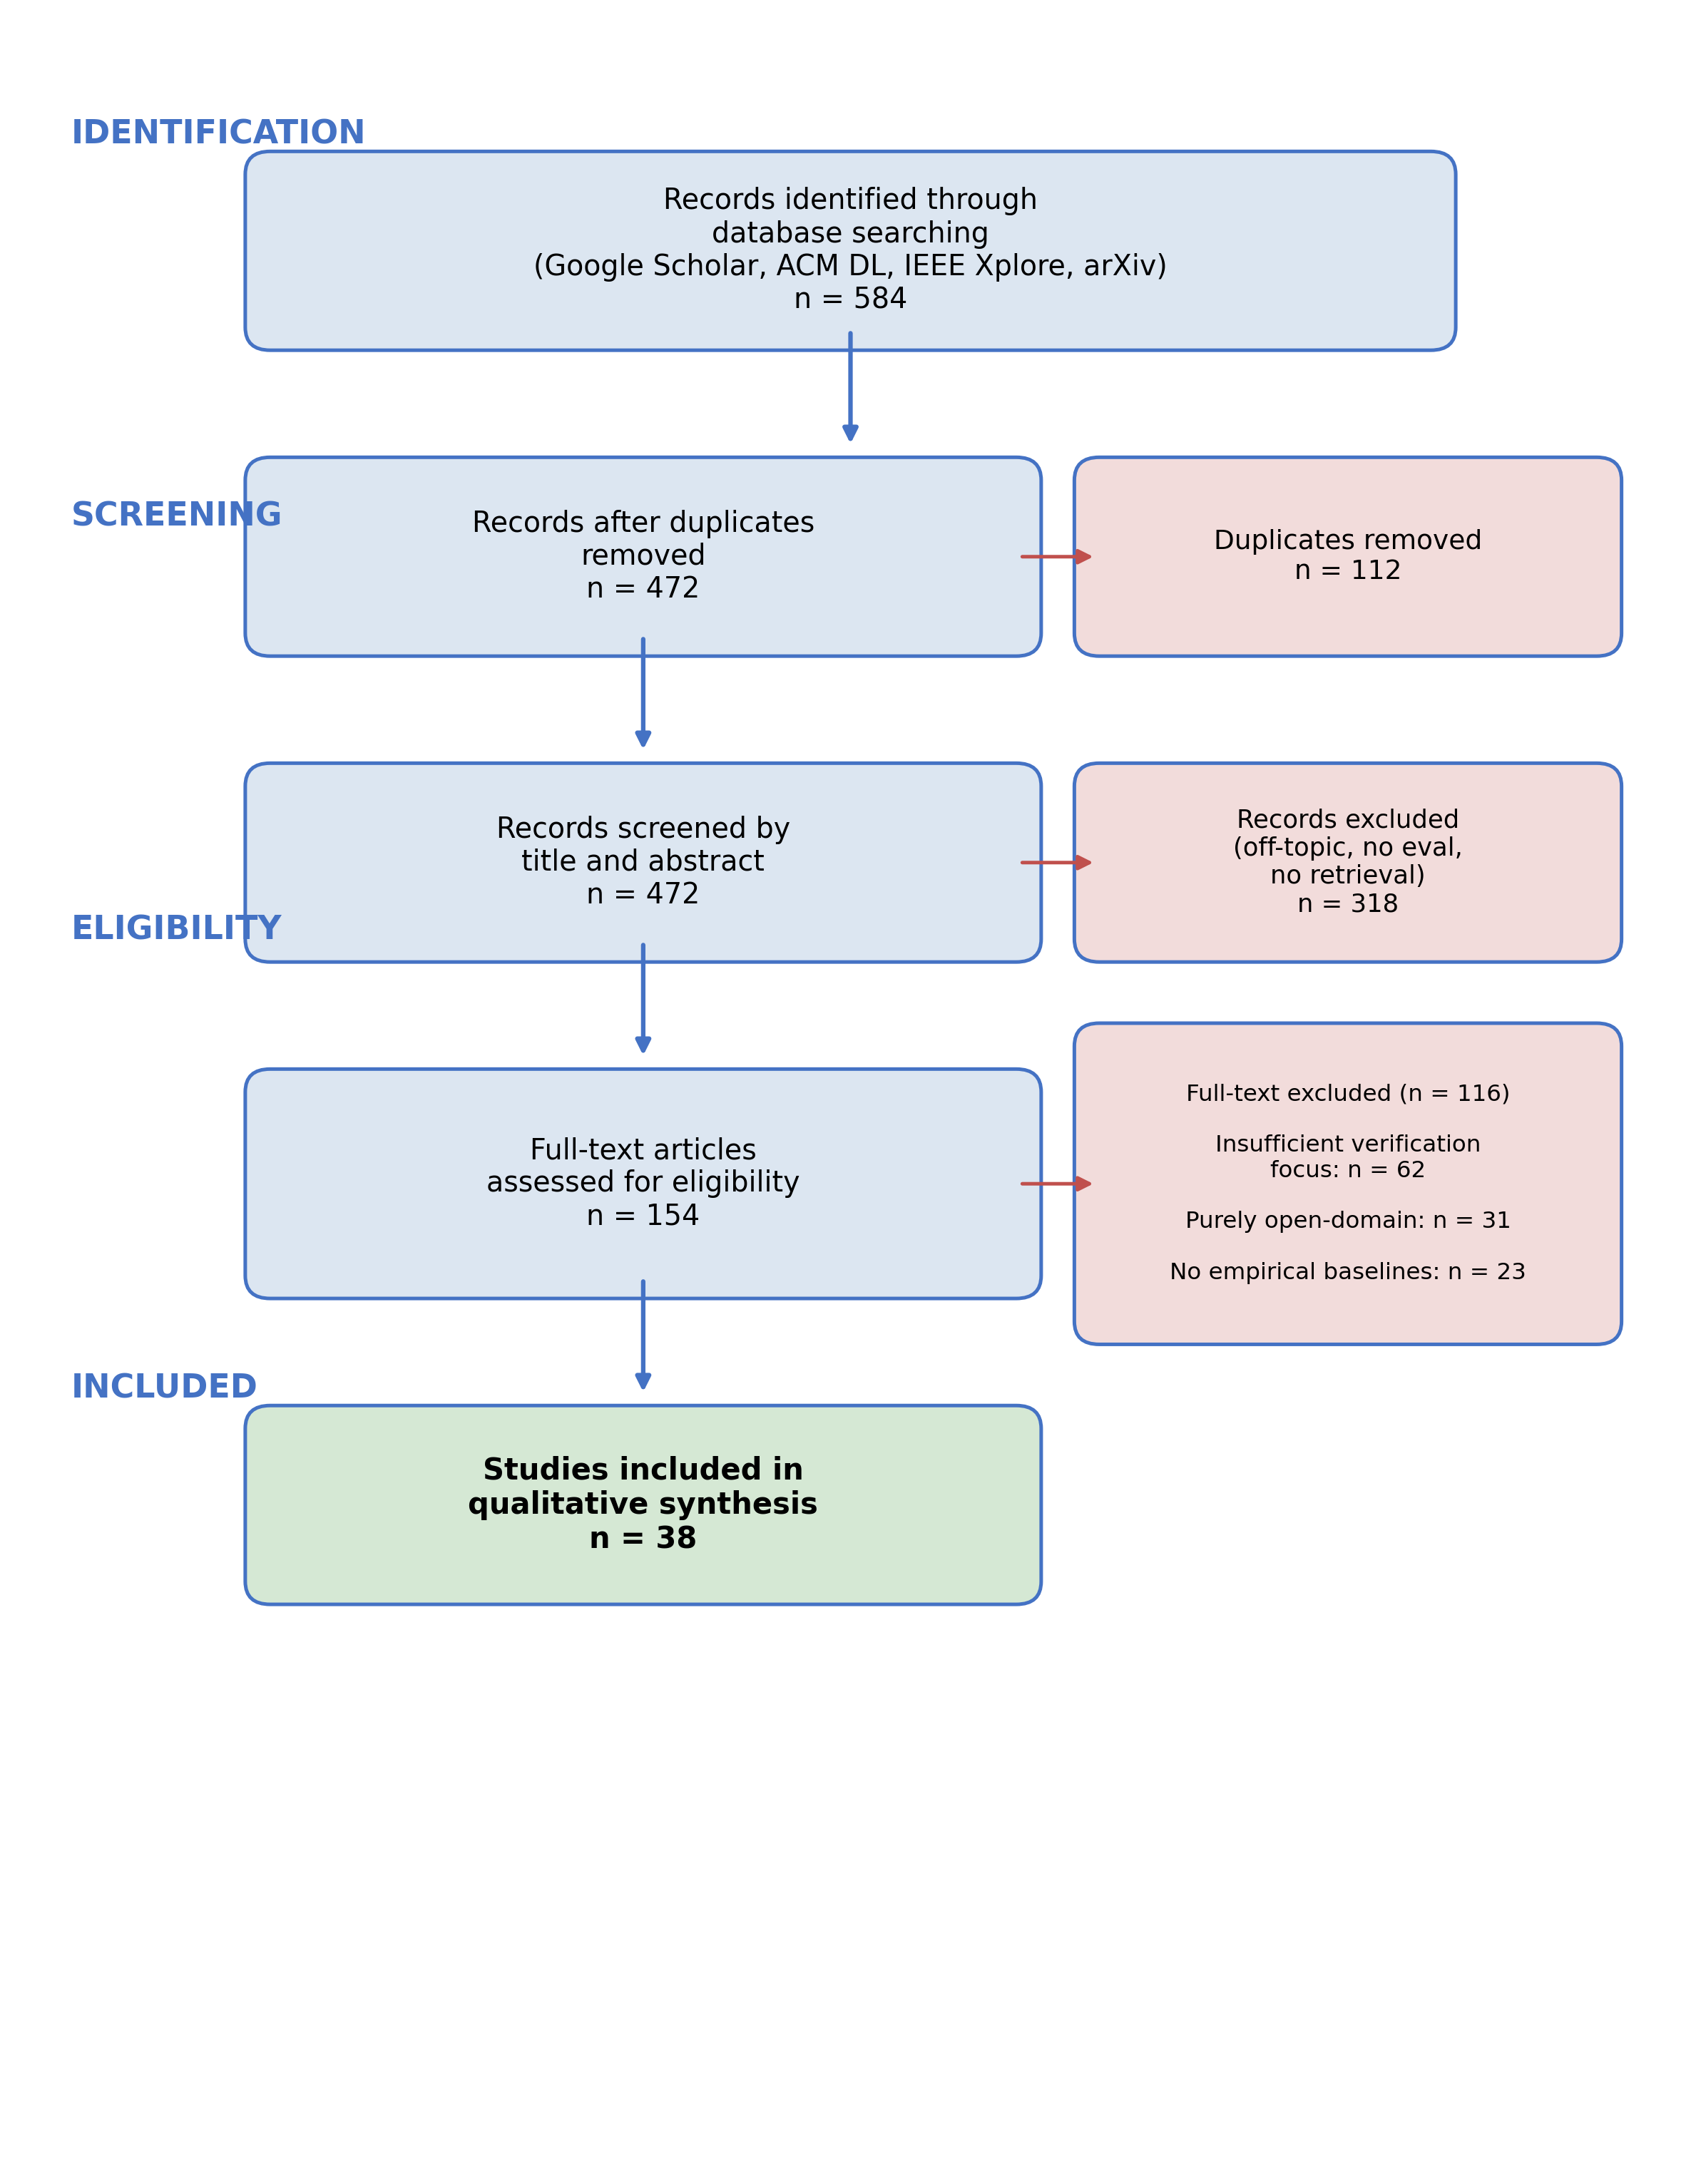 IDENTIFICATION
Records identified through
database searching
(Google Scholar, ACM DL, IEEE Xplore, arXiv)
n = 584
SCREENING
Records after duplicates
removed
n = 472
Duplicates removed
n = 112
Records screened by
title and abstract
n = 472
Records excluded
(off-topic, no eval,
no retrieval)
n = 318
ELIGIBILITY
Full-text articles
assessed for eligibility
n = 154
Full-text excluded (n = 116)
Insufficient verification
focus: n = 62
Purely open-domain: n = 31
No empirical baselines: n = 23
INCLUDED
Studies included in
qualitative synthesis
n = 38